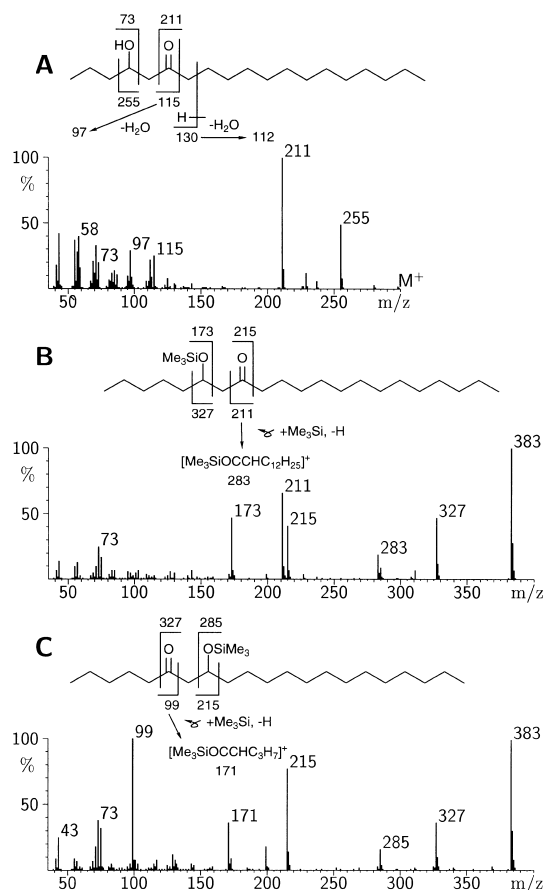 73 211
A
HO O
255 115
H
-H₂O -H₂O
97 130 112
100
%
50
211
255
58
73
97
115
M⁺
50 100 150 200 250 m/z
B
173 215
Me₃SiO O
327 211
+Me₃Si, -H
[Me₃SiOCCHC₁₂H₂₅]⁺
283
100
%
50
383
211
173
215
327
73
283
50 100 150 200 250 300 350 m/z
C
327 285
O OSiMe₃
99 215
+Me₃Si, -H
[Me₃SiOCCHC₃H₇]⁺
171
100
%
50
99
383
215
73
43
171
327
285
50 100 150 200 250 300 350 m/z